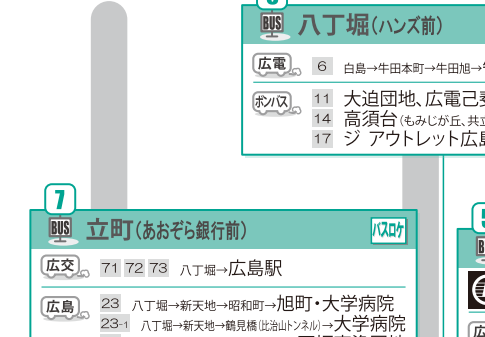 BUS 八丁堀(ハンズ前)
広電 6 白島→牛田本町→牛田旭→
ボンバス 11 大迫団地、広電己斐
14 高須台(もみじが丘、共立
17 ジ アウトレット広島
7
BUS 立町(あおぞら銀行前) バスロケ
広交 71 72 73 八丁堀→広島駅
広島 23 八丁堀→新天地→昭和町→旭町・大学病院
23-1 八丁堀→新天地→鶴見橋(比治山トンネル)→大学病院